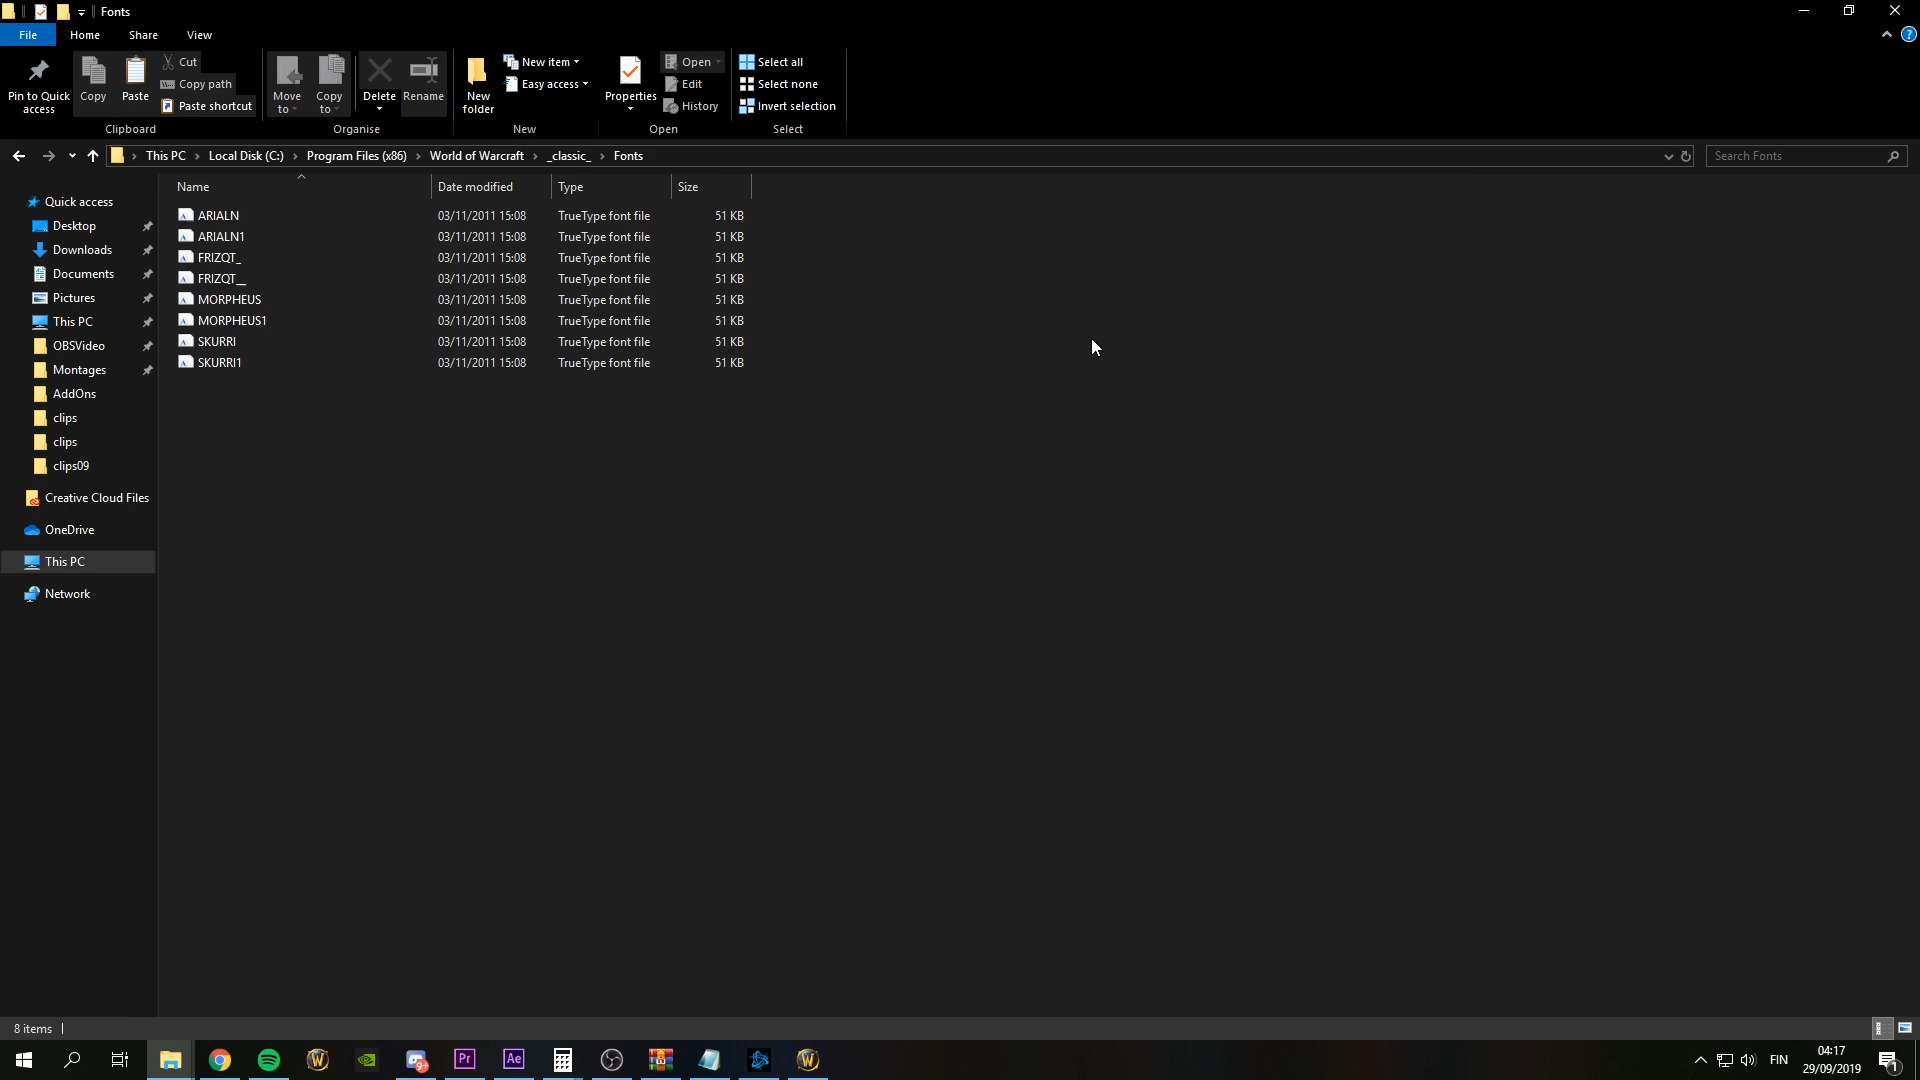 Fonts
File Home Share View
Pin to Quick access
Copy
Paste
Cut
Copy path
Paste shortcut
Clipboard
Move to
Copy to
Delete
Rename
Organise
New folder
New item
Easy access
New
Properties
Open
Edit
History
Open
Select all
Select none
Invert selection
Select
This PC › Local Disk (C:) › Program Files (x86) › World of Warcraft › _classic_ › Fonts
Search Fonts
Quick access
Desktop
Downloads
Documents
Pictures
This PC
OBSVideo
Montages
AddOns
clips
clips
clips09
Creative Cloud Files
OneDrive
This PC
Network
Name Date modified Type Size
ARIALN 03/11/2011 15:08 TrueType font file 51 KB
ARIALN1 03/11/2011 15:08 TrueType font file 51 KB
FRIZQT_ 03/11/2011 15:08 TrueType font file 51 KB
FRIZQT__ 03/11/2011 15:08 TrueType font file 51 KB
MORPHEUS 03/11/2011 15:08 TrueType font file 51 KB
MORPHEUS1 03/11/2011 15:08 TrueType font file 51 KB
SKURRI 03/11/2011 15:08 TrueType font file 51 KB
SKURRI1 03/11/2011 15:08 TrueType font file 51 KB
8 items
W
9+
Pr
Ae
W
FIN
04:17
29/09/2019
1